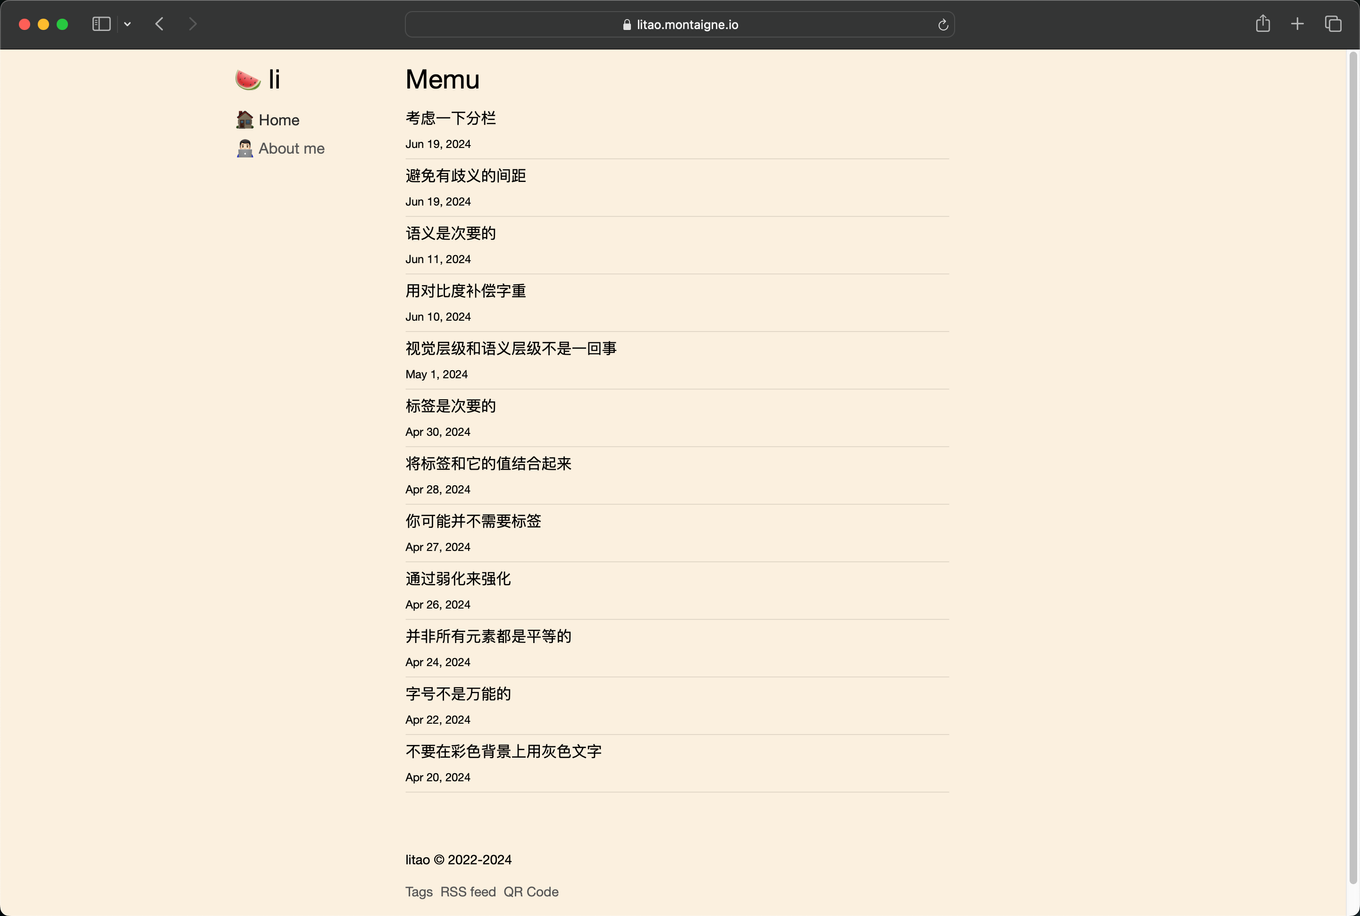 litao.montaigne.io
🍉 li
🏠 Home
👨🏻‍💻 About me
Memu
考虑一下分栏
Jun 19, 2024
避免有歧义的间距
Jun 19, 2024
语义是次要的
Jun 11, 2024
用对比度补偿字重
Jun 10, 2024
视觉层级和语义层级不是一回事
May 1, 2024
标签是次要的
Apr 30, 2024
将标签和它的值结合起来
Apr 28, 2024
你可能并不需要标签
Apr 27, 2024
通过弱化来强化
Apr 26, 2024
并非所有元素都是平等的
Apr 24, 2024
字号不是万能的
Apr 22, 2024
不要在彩色背景上用灰色文字
Apr 20, 2024
litao © 2022-2024
Tags RSS feed QR Code